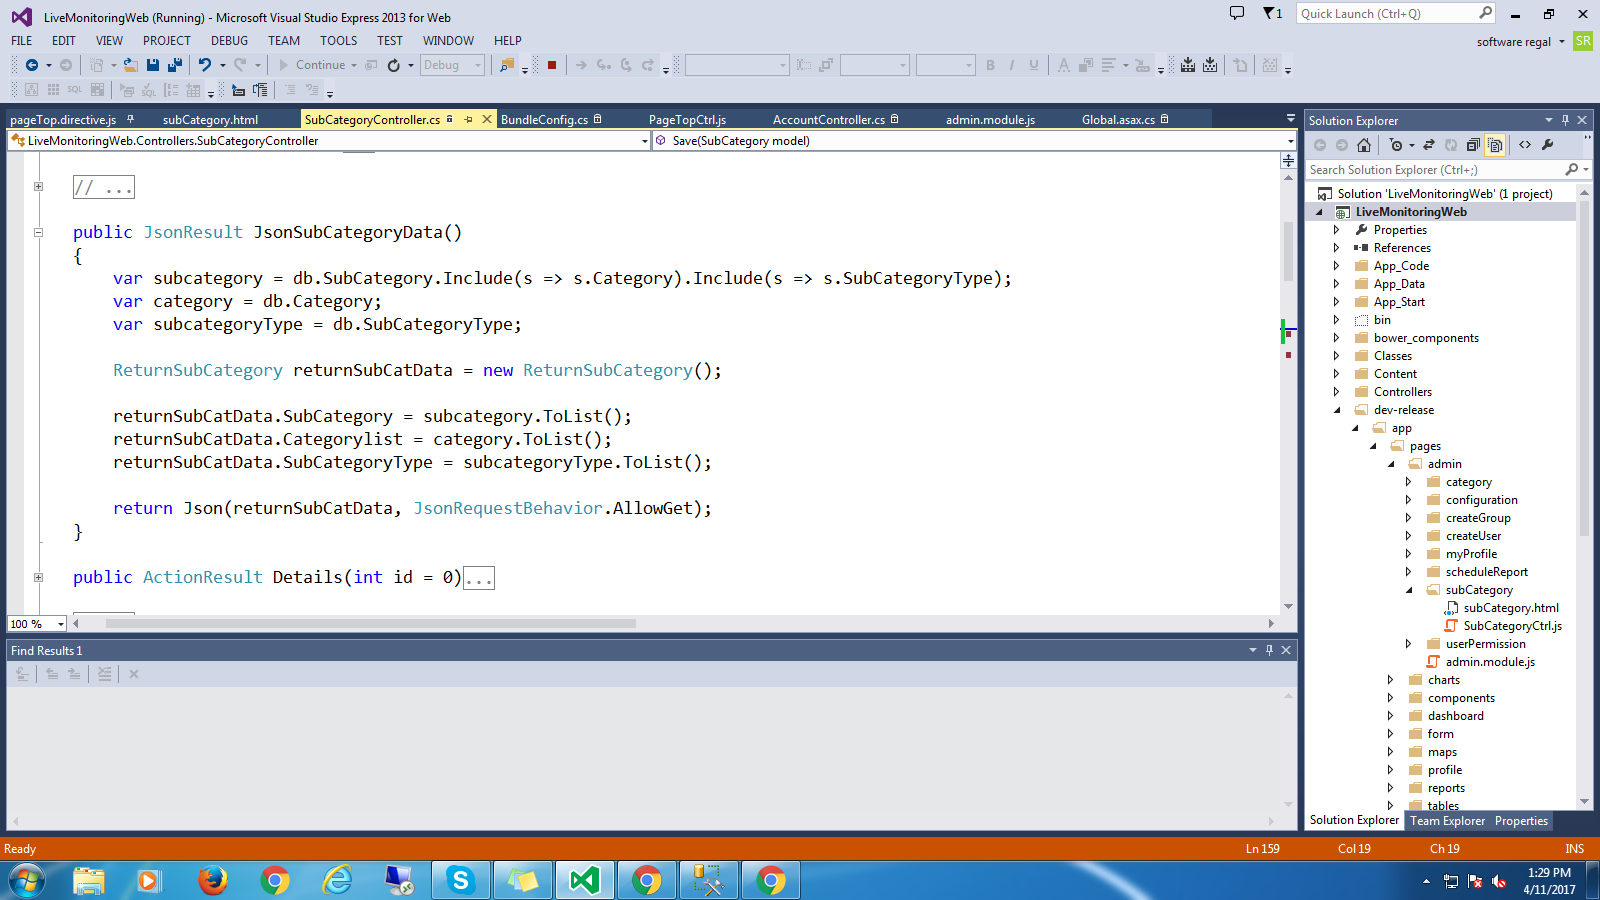 LiveMonitoringWeb (Running) - Microsoft Visual Studio Express 2013 for Web
1
Quick Launch (Ctrl+Q)
FILE EDIT VIEW PROJECT DEBUG TEAM TOOLS TEST WINDOW HELP
software regal
SR
Continue
Debug
SQL
pageTop.directive.js
subCategory.html
SubCategoryController.cs
BundleConfig.cs
PageTopCtrl.js
AccountController.cs
admin.module.js
Global.asax.cs
LiveMonitoringWeb.Controllers.SubCategoryController
Save(SubCategory model)
// ...
public JsonResult JsonSubCategoryData()
{
var subcategory = db.SubCategory.Include(s => s.Category).Include(s => s.SubCategoryType);
var category = db.Category;
var subcategoryType = db.SubCategoryType;
ReturnSubCategory returnSubCatData = new ReturnSubCategory();
returnSubCatData.SubCategory = subcategory.ToList();
returnSubCatData.Categorylist = category.ToList();
returnSubCatData.SubCategoryType = subcategoryType.ToList();
return Json(returnSubCatData, JsonRequestBehavior.AllowGet);
}
public ActionResult Details(int id = 0)...
100 %
Find Results 1
Solution Explorer
Search Solution Explorer (Ctrl+;)
Solution 'LiveMonitoringWeb' (1 project)
LiveMonitoringWeb
Properties
References
App_Code
App_Data
App_Start
bin
bower_components
Classes
Content
Controllers
dev-release
app
pages
admin
category
configuration
createGroup
createUser
myProfile
scheduleReport
subCategory
subCategory.html
SubCategoryCtrl.js
userPermission
admin.module.js
charts
components
dashboard
form
maps
profile
reports
tables
Solution Explorer Team Explorer Properties
Ready
Ln 159 Col 19 Ch 19 INS
1:29 PM
4/11/2017